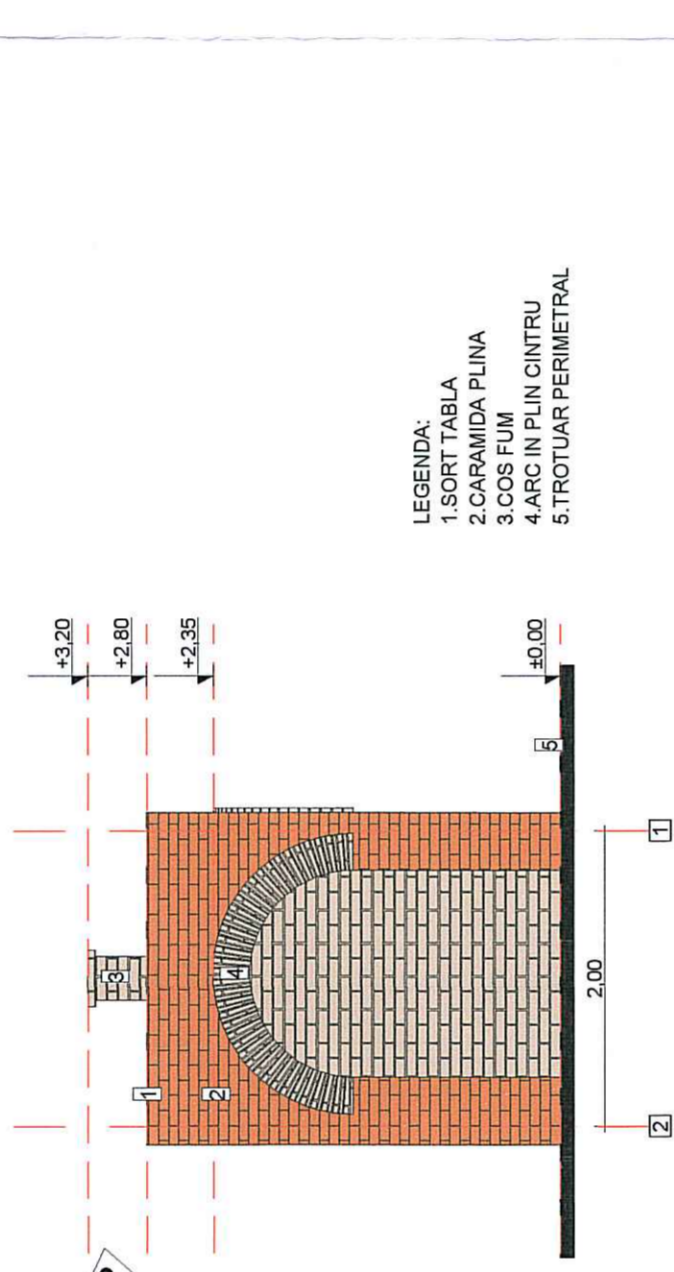 +3,20
+2,80
+2,35
±0,00
3
1
2
4
5
2,00
2
1
LEGENDA:
1.SORT TABLA
2.CARAMIDA PLINA
3.COS FUM
4.ARC IN PLIN CINTRU
5.TROTUAR PERIMETRAL